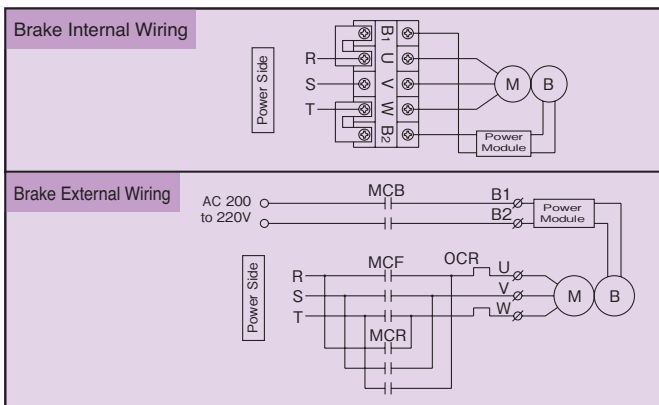 Brake Internal Wiring
Power Side
R
S
T
B1
U
V
W
B2
M
B
Power
Module
Brake External Wiring
AC 200
to 220V
MCB
B1
B2
Power
Module
Power Side
R
S
T
MCF
OCR
U
V
W
MCR
M
B